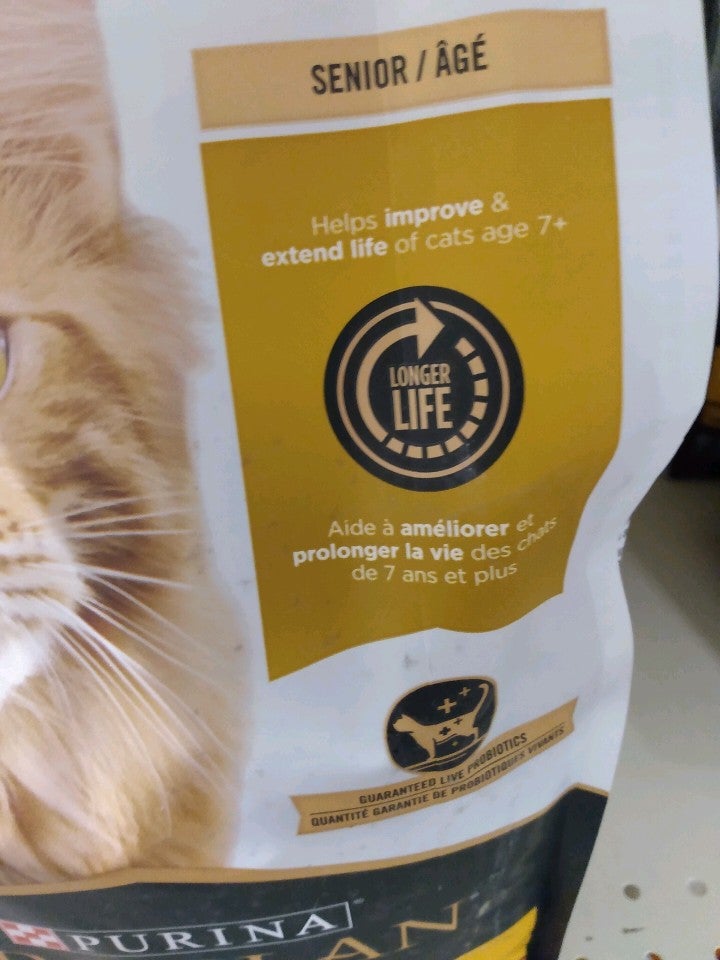 SENIOR / ÂGÉ
Helps improve &
extend life of cats age 7+
LONGER
LIFE
Aide à améliorer et
prolonger la vie des chats
de 7 ans et plus
GUARANTEED LIVE PROBIOTICS
QUANTITÉ GARANTIE DE PROBIOTIQUES VIVANTS
PURINA